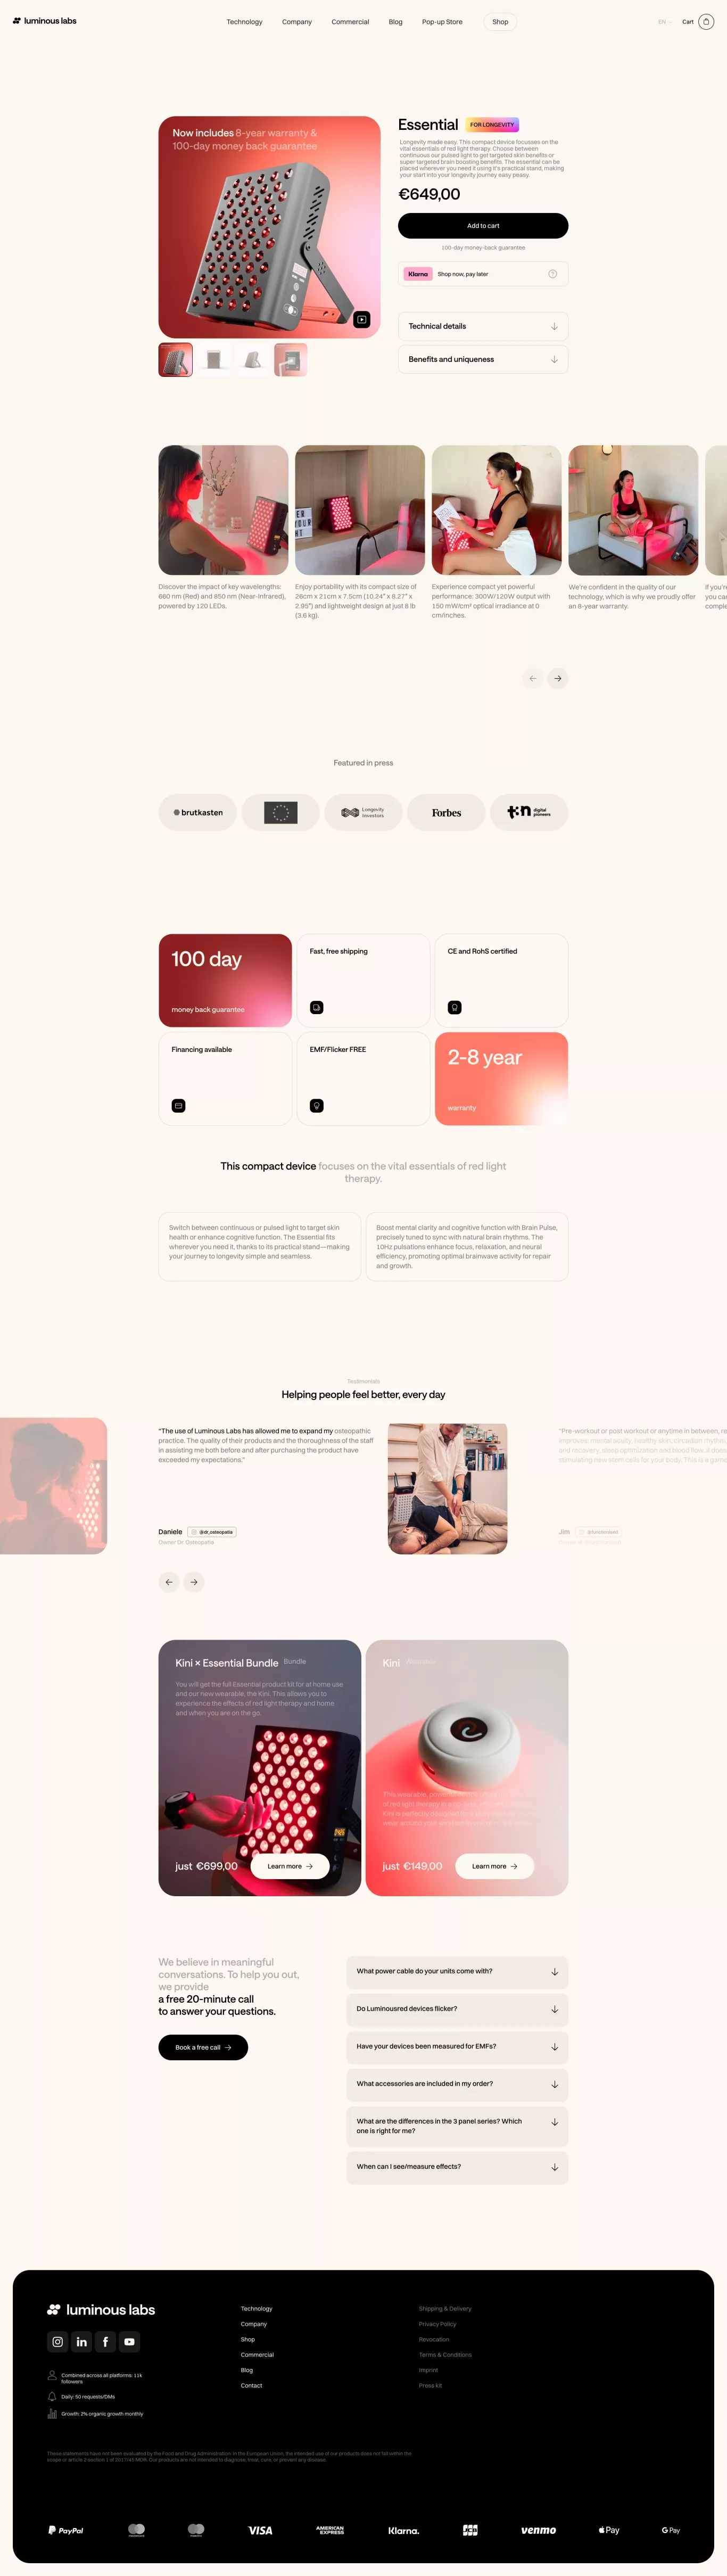 luminous labs
Technology
Company
Commercial
Blog
Pop-up Store
Shop
EN
Cart
Now includes 8-year warranty &
100-day money back guarantee
Essential
FOR LONGEVITY
Longevity made easy. This compact device focusses on the
vital essentials of red light therapy. Choose between
continuous our pulsed light to get targeted skin benefits or
super targeted brain boosting benefits. The essential can be
placed wherever you need it using it's practical stand, making
your start into your longevity journey easy peasy.
€649,00
Add to cart
100-day money-back guarantee
Klarna
Shop now, pay later
Technical details
Benefits and uniqueness
Discover the impact of key wavelengths:
660 nm (Red) and 850 nm (Near-Infrared),
powered by 120 LEDs.
Enjoy portability with its compact size of
26cm x 21cm x 7.5cm (10.24" x 8.27" x
2.95") and lightweight design at just 8 lb
(3.6 kg).
Experience compact yet powerful
performance: 300W/120W output with
150 mW/cm² optical irradiance at 0
cm/inches.
We're confident in the quality of our
technology, which is why we proudly offer
an 8-year warranty.
If you're
you can
Featured in press
brutkasten
Longevity
Investors
Forbes
t3n digital
pioneers
100 day
money back guarantee
Fast, free shipping
CE and RohS certified
Financing available
EMF/Flicker FREE
2-8 year
warranty
This compact device focuses on the vital essentials of red light
therapy.
Switch between continuous or pulsed light to target skin
health or enhance cognitive function. The Essential fits
wherever you need it, thanks to its practical stand—making
your journey to longevity simple and seamless.
Boost mental clarity and cognitive function with Brain Pulse,
precisely tuned to sync with natural brain rhythms. The
10Hz pulsations enhance focus, relaxation, and neural
efficiency, promoting optimal brainwave activity for repair
and growth.
Testimonials
Helping people feel better, every day
"The use of Luminous Labs has allowed me to expand my osteopathic
practice. The quality of their products and the thoroughness of the staff
in assisting me both before and after purchasing the product have
exceeded my expectations."
Daniele
@dr.osteopatia
Owner Dr. Osteopatia
"Pre-workout or post workout or anytime in between,
improves: mental acuity, healthy skin, circadian rhythm,
and recovery, sleep optimization and blood flow.
stimulating new stem cells for your body. This is a
Jim
Kini × Essential Bundle
Bundle
You will get the full Essential product kit for at home use
and our new wearable, the Kini. This allows you to
experience the effects of red light therapy and home
and when you are on the go.
just €699,00
Learn more
Kini
Wearable
just €149,00
Learn more
We believe in meaningful
conversations. To help you out,
we provide
a free 20-minute call
to answer your questions.
Book a free call
What power cable do your units come with?
Do Luminousred devices flicker?
Have your devices been measured for EMFs?
What accessories are included in my order?
What are the differences in the 3 panel series? Which
one is right for me?
When can I see/measure effects?
luminous labs
Combined across all platforms: 11k
followers
Daily: 50 requests/DMs
Growth: 2% organic growth monthly
Technology
Company
Shop
Commercial
Blog
Contact
Shipping & Delivery
Privacy Policy
Revocation
Terms & Conditions
Imprint
Press kit
These statements have not been evaluated by the Food and Drug Administration. In the European Union, the intended use of our products does not fall within the
scope or article 2 section 1 of 2017/45 MDR. Our products are not intended to diagnose, treat, cure, or prevent any disease.
PayPal
VISA
AMERICAN
EXPRESS
Klarna.
JCB
venmo
Pay
G Pay